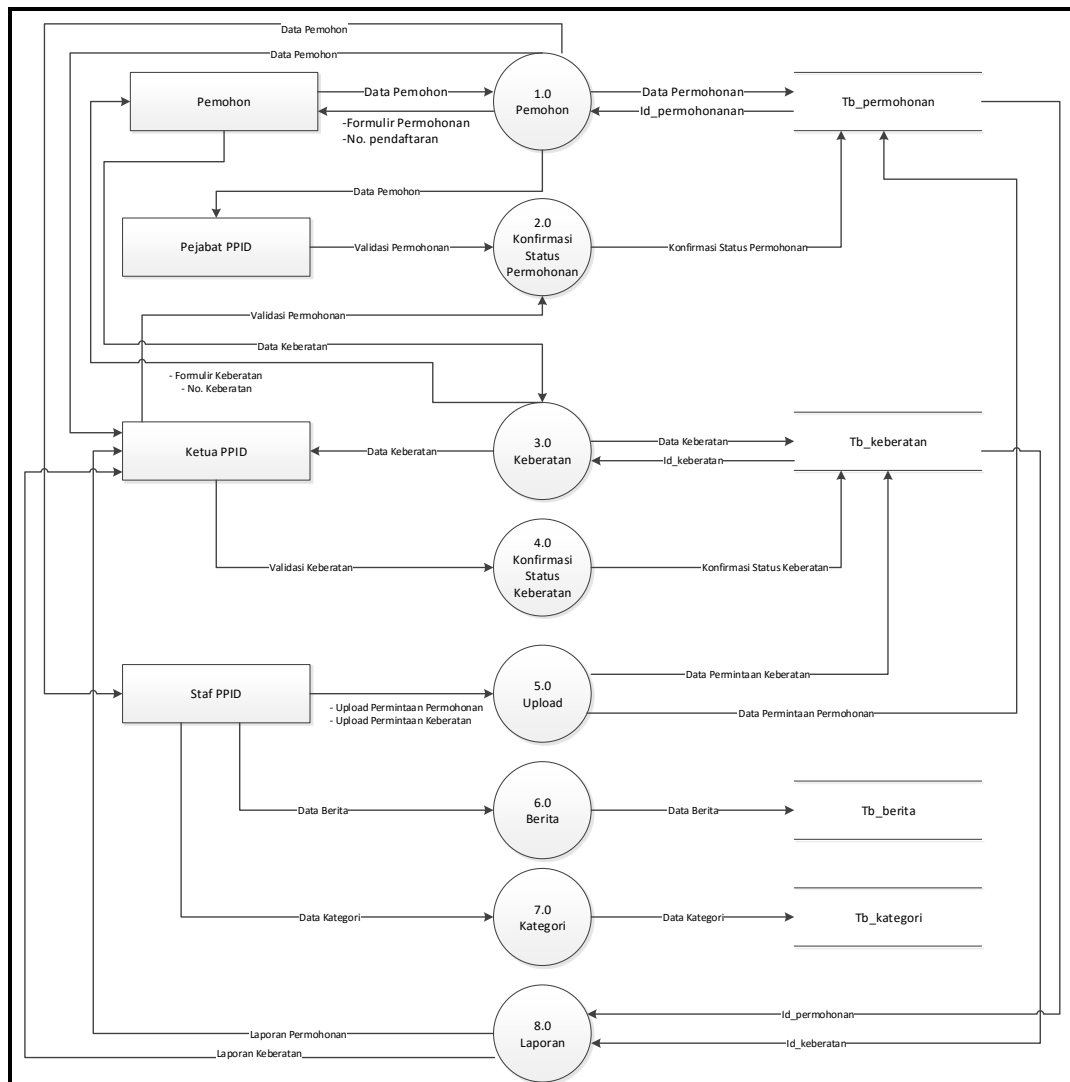 Data Pemohon
Data Pemohon
Pemohon
Data Pemohon
1.0
Pemohon
Data Permohonan
Id_permohonanan
Tb_permohonan
-Formulir Permohonan
-No. pendaftaran
Data Pemohon
Pejabat PPID
Validasi Permohonan
2.0
Konfirmasi
Status
Permohonan
Konfirmasi Status Permohonan
Validasi Permohonan
Data Keberatan
- Formulir Keberatan
- No. Keberatan
Ketua PPID
Data Keberatan
3.0
Keberatan
Data Keberatan
Id_keberatan
Tb_keberatan
Validasi Keberatan
4.0
Konfirmasi
Status
Keberatan
Konfirmasi Status Keberatan
Staf PPID
- Upload Permintaan Permohonan
- Upload Permintaan Keberatan
5.0
Upload
Data Permintaan Keberatan
Data Permintaan Permohonan
Data Berita
6.0
Berita
Data Berita
Tb_berita
Data Kategori
7.0
Kategori
Data Kategori
Tb_kategori
Laporan Permohonan
Laporan Keberatan
8.0
Laporan
Id_permohonan
Id_keberatan